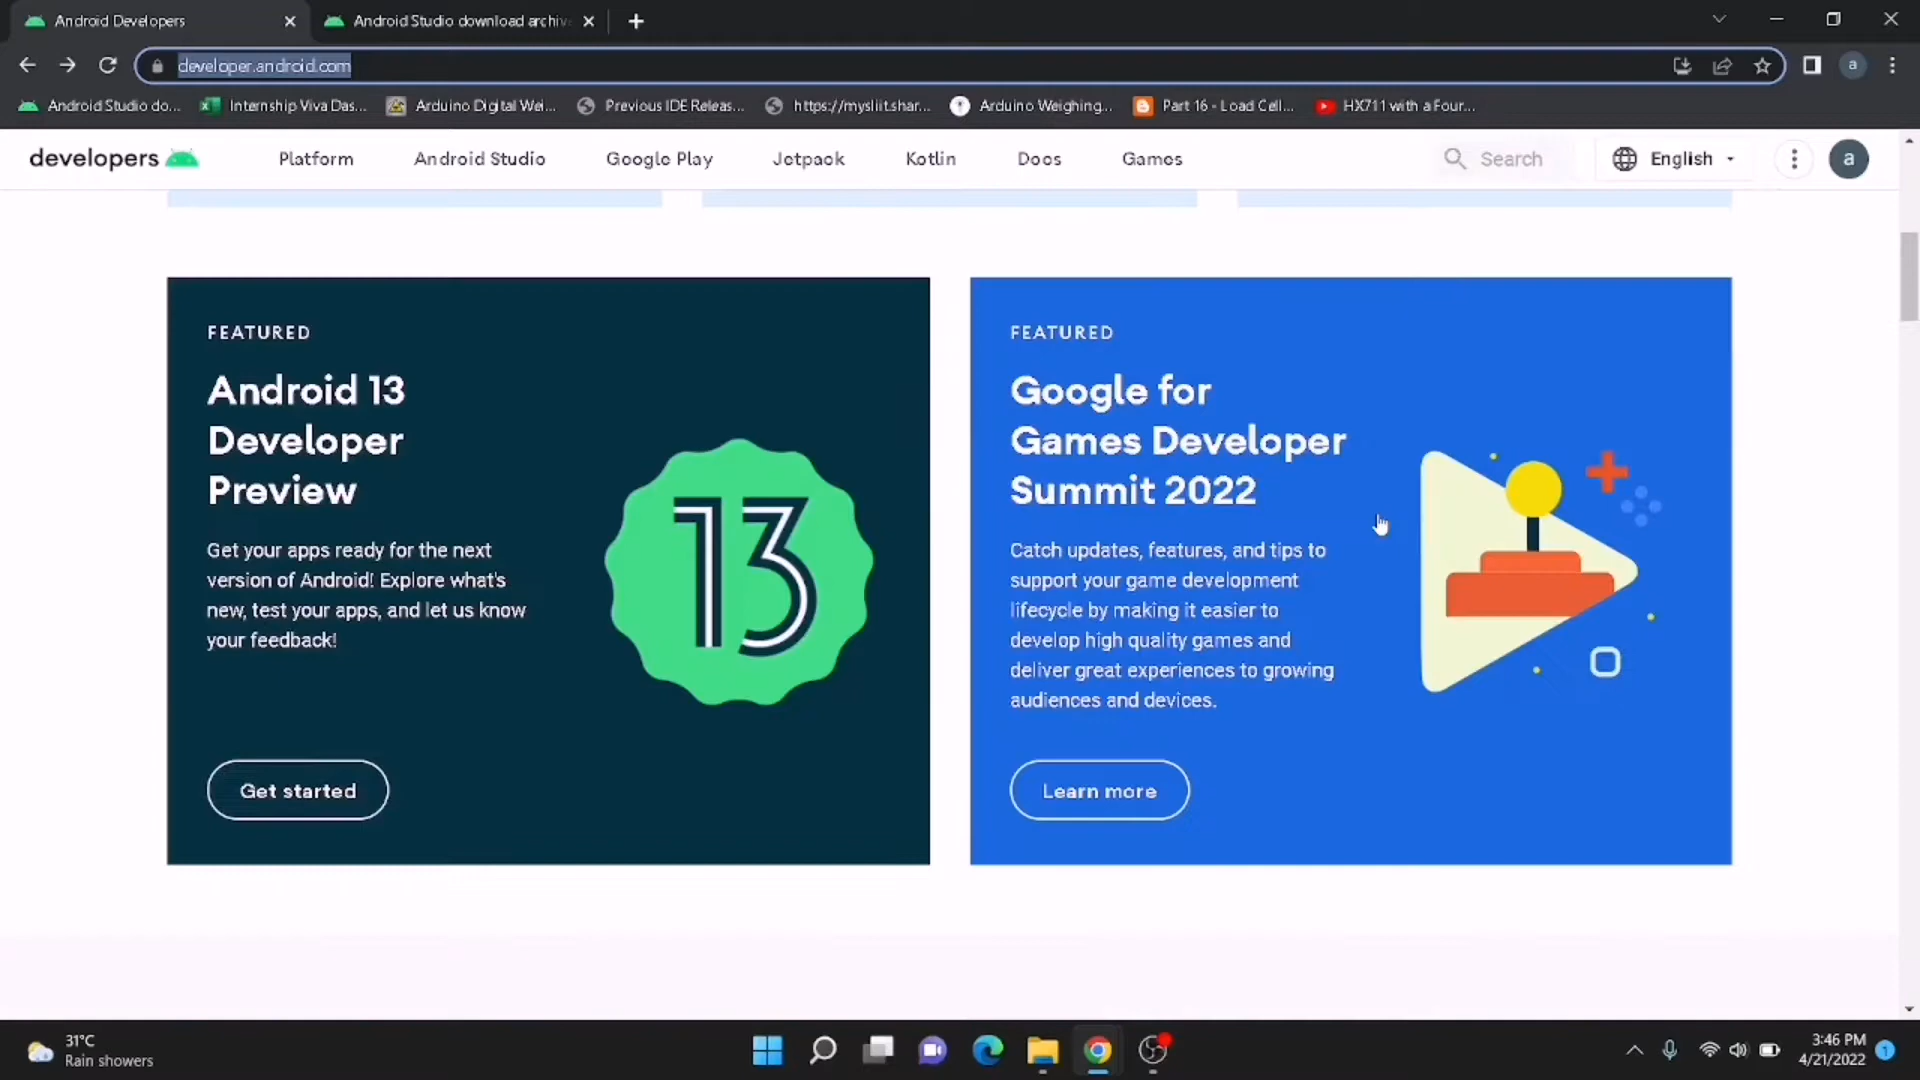 Android Developers
Android Studio download archiv
developer.android.com
a
Android Studio do...
Internship Viva Das...
Arduino Digital Wei...
Previous IDE Releas...
https://mysliit.shar...
Arduino Weighing...
Part 16 - Load Cell...
HX711 with a Four...
developers
Platform
Android Studio
Google Play
Jetpack
Kotlin
Docs
Games
Search
English
a
FEATURED
Android 13
Developer
Preview
Get your apps ready for the next
version of Android! Explore what's
new, test your apps, and let us know
your feedback!
13
Get started
FEATURED
Google for
Games Developer
Summit 2022
Catch updates, features, and tips to
support your game development
lifecycle by making it easier to
develop high quality games and
deliver great experiences to growing
audiences and devices.
Learn more
31°C
Rain showers
3:46 PM
4/21/2022
1